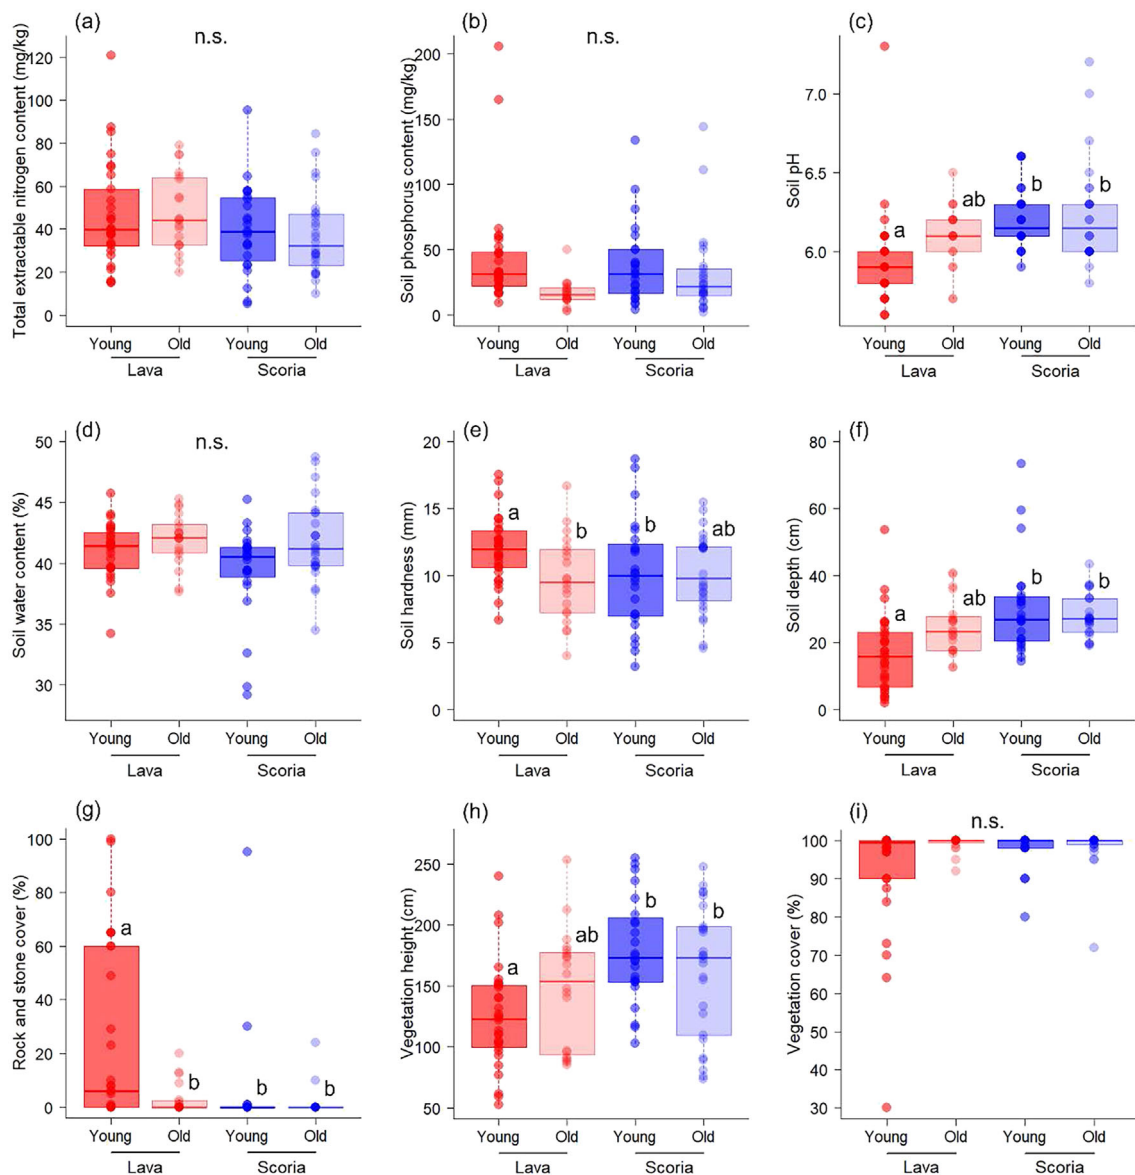 (a)
n.s.
Total extractable nitrogen content (mg/kg)
120
100
80
60
40
20
0
Young
Old
Young
Old
Lava
Scoria
(b)
n.s.
Soil phosphorus content (mg/kg)
200
150
100
50
0
Young
Old
Young
Old
Lava
Scoria
(c)
Soil pH
7.0
6.5
6.0
a
ab
b
b
Young
Old
Young
Old
Lava
Scoria
(d)
n.s.
Soil water content (%)
50
45
40
35
30
Young
Old
Young
Old
Lava
Scoria
(e)
Soil hardness (mm)
20
15
10
5
0
a
b
b
ab
Young
Old
Young
Old
Lava
Scoria
(f)
Soil depth (cm)
80
60
40
20
0
a
ab
b
b
Young
Old
Young
Old
Lava
Scoria
(g)
Rock and stone cover (%)
100
80
60
40
20
0
a
b
b
b
Young
Old
Young
Old
Lava
Scoria
(h)
Vegetation height (cm)
250
200
150
100
50
a
ab
b
b
Young
Old
Young
Old
Lava
Scoria
(i)
n.s.
Vegetation cover (%)
100
90
80
70
60
50
40
30
Young
Old
Young
Old
Lava
Scoria